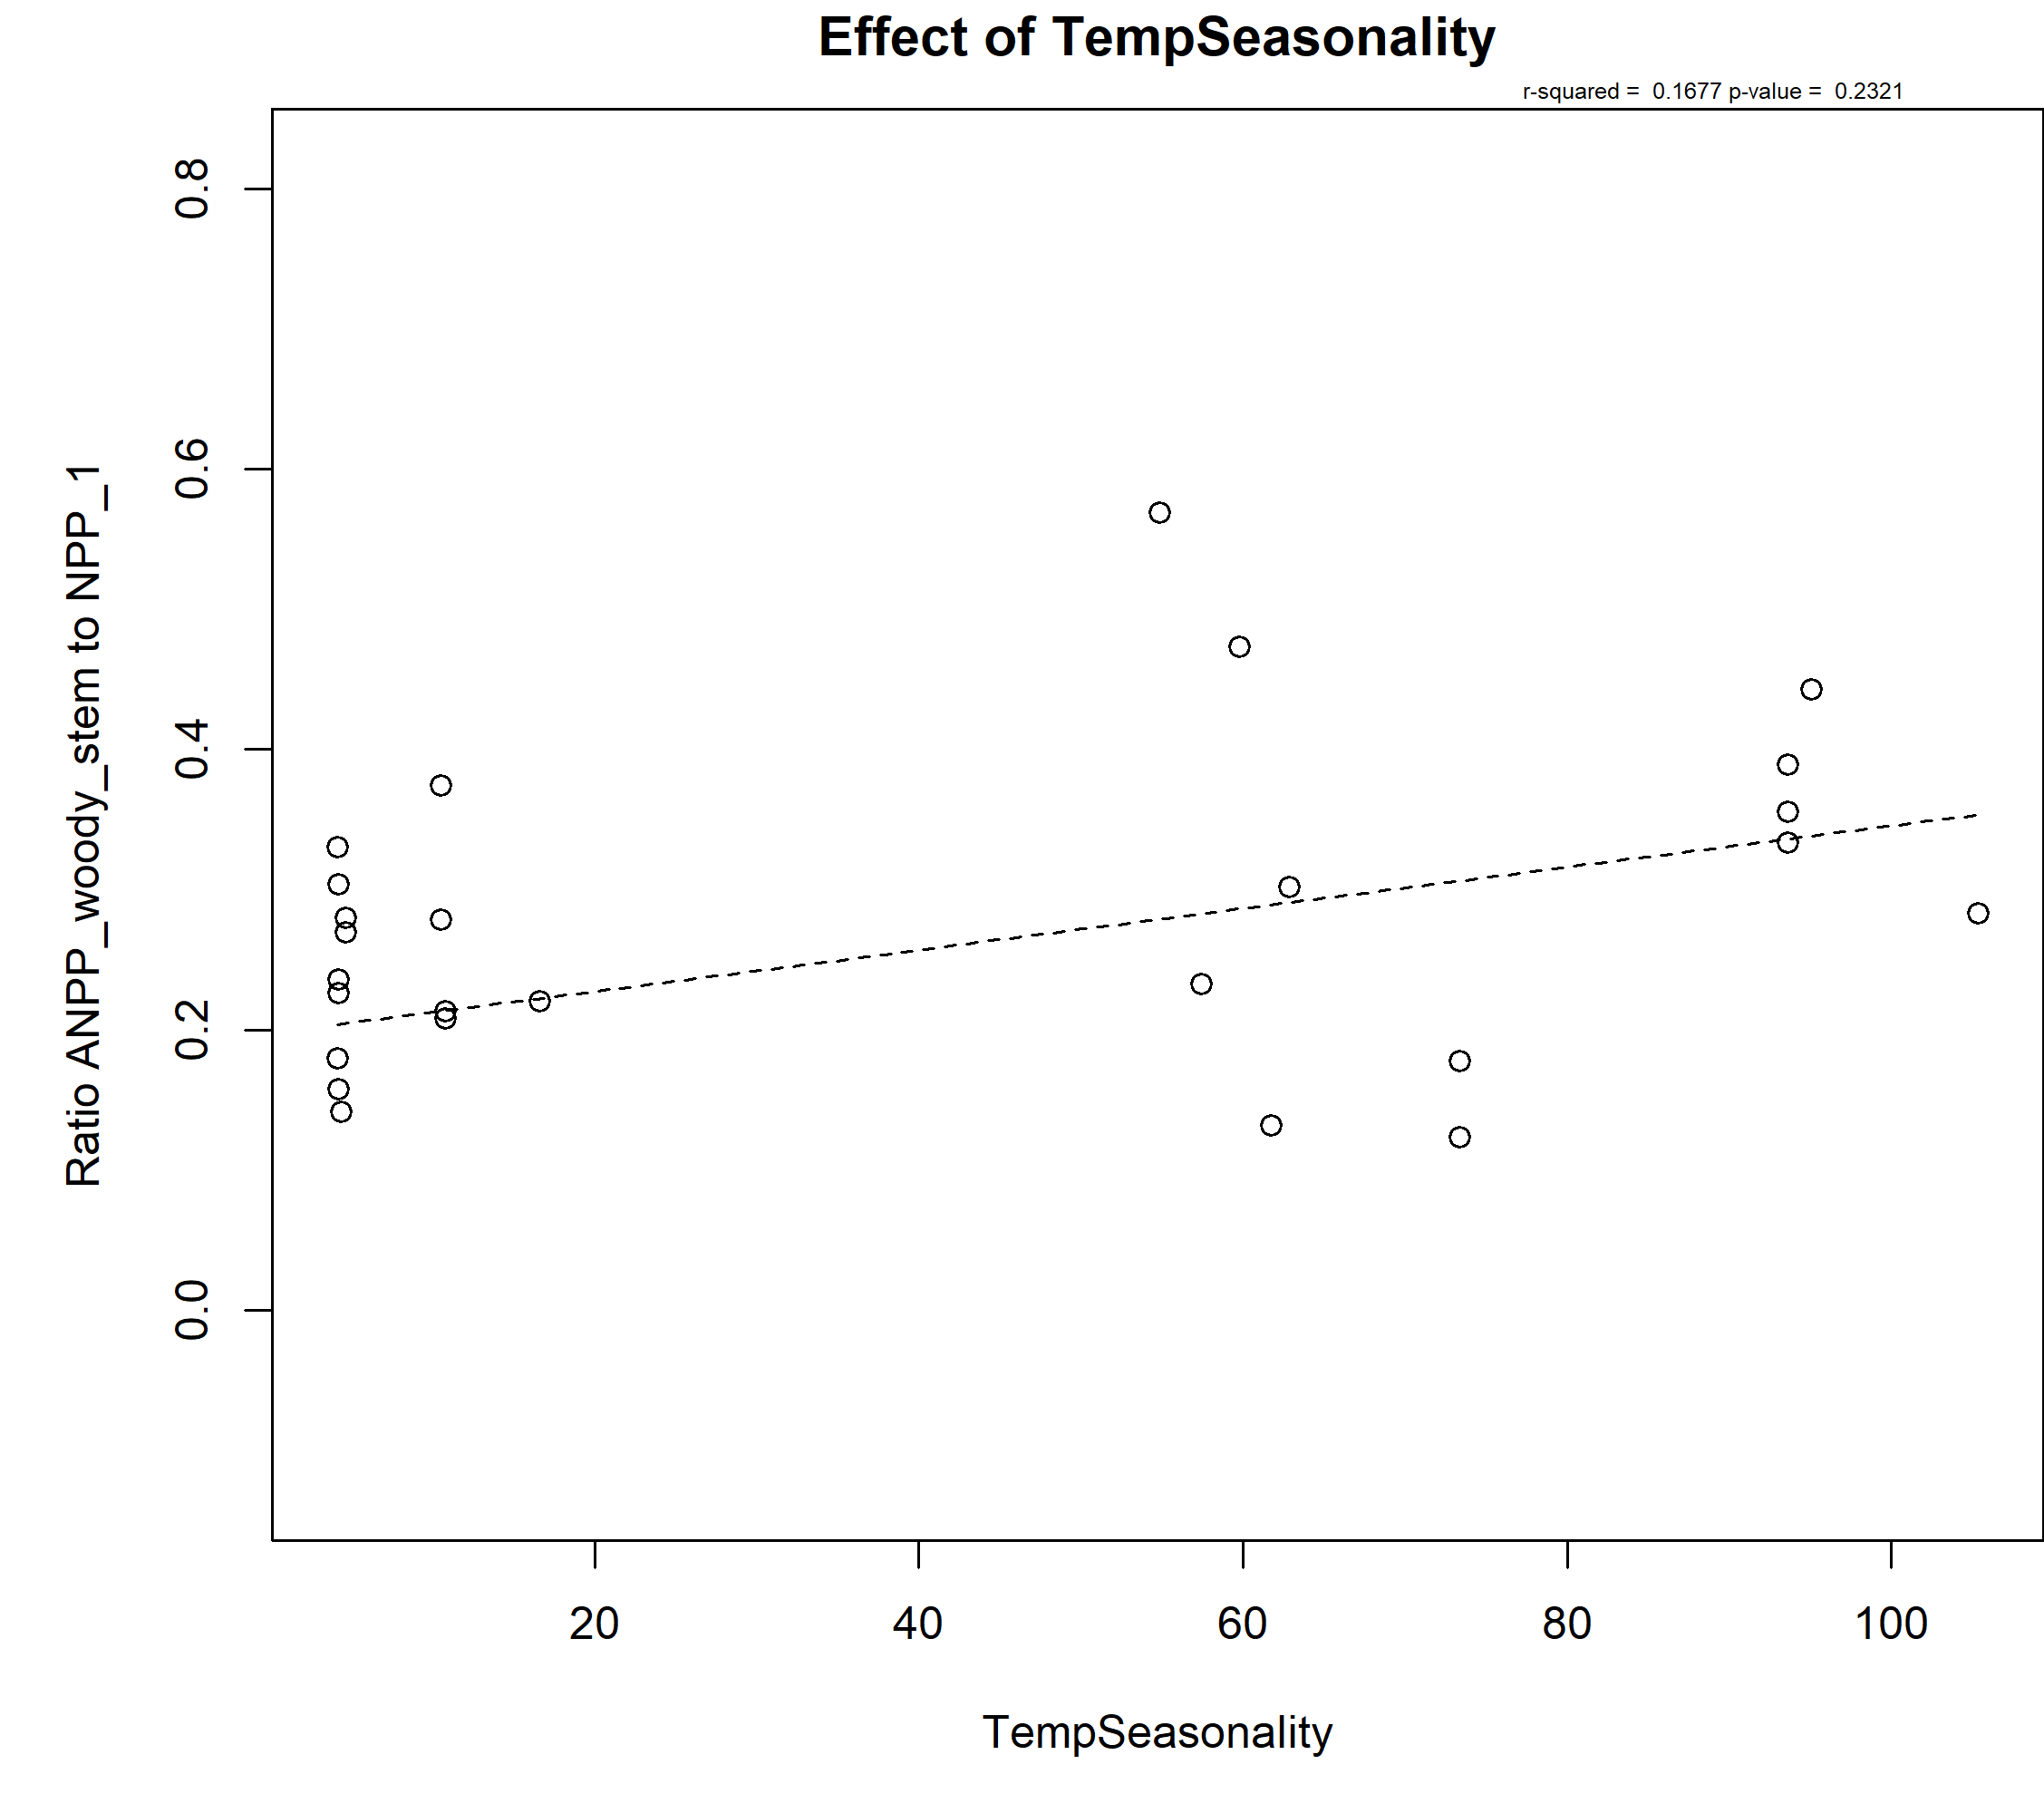 Effect of TempSeasonality
r-squared = 0.1677 p-value = 0.2321
Ratio ANPP_woody_stem to NPP_1
0.8
0.6
0.4
0.2
0.0
20 40 60 80 100
TempSeasonality